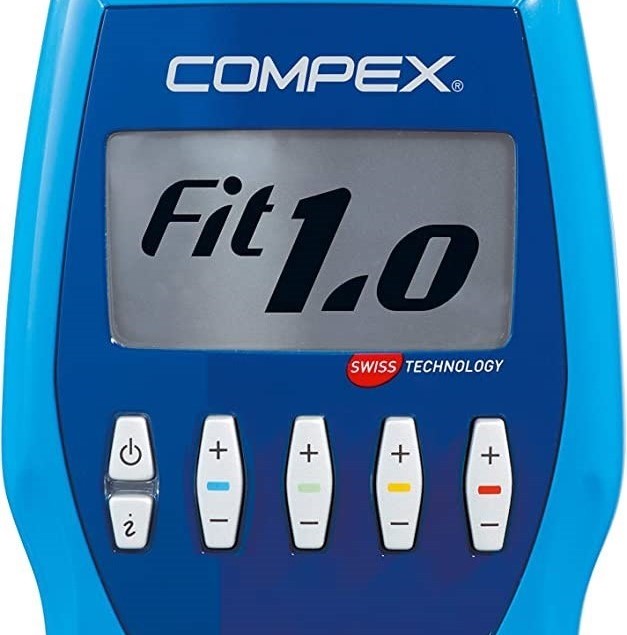 COMPEX®
Fit 1.0
SWISS TECHNOLOGY
+ + + +
i
− − − −